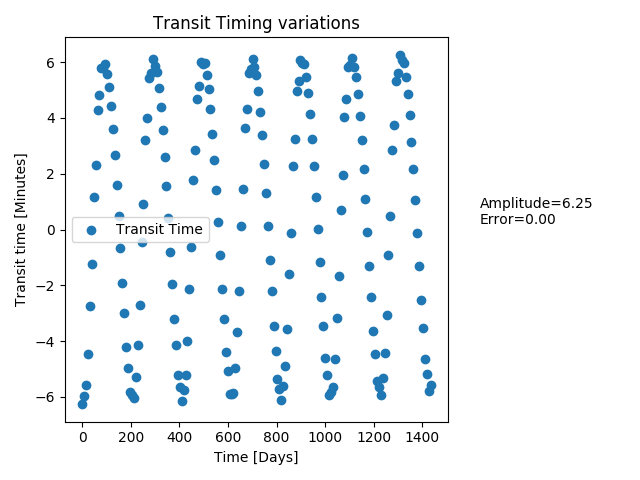 Transit Timing variations
6
4
2
0
−2
−4
−6
Transit time [Minutes]
Transit Time
Amplitude=6.25
Error=0.00
0 200 400 600 800 1000 1200 1400
Time [Days]